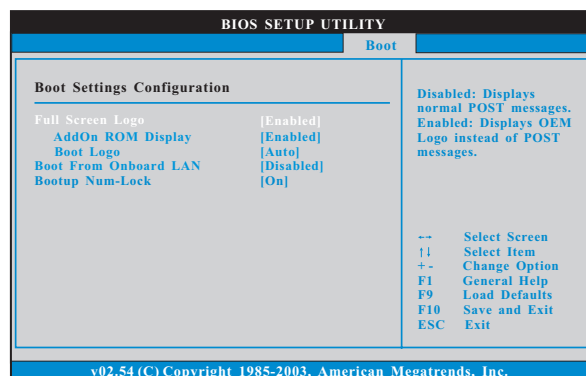 BIOS SETUP UTILITY
Boot
Boot Settings Configuration
Full Screen Logo [Enabled]
AddOn ROM Display [Enabled]
Boot Logo [Auto]
Boot From Onboard LAN [Disabled]
Bootup Num-Lock [On]
Disabled: Displays
normal POST messages.
Enabled: Displays OEM
Logo instead of POST
messages.
←→ Select Screen
↑↓ Select Item
+ - Change Option
F1 General Help
F9 Load Defaults
F10 Save and Exit
ESC Exit
v02.54 (C) Copyright 1985-2003, American Megatrends, Inc.